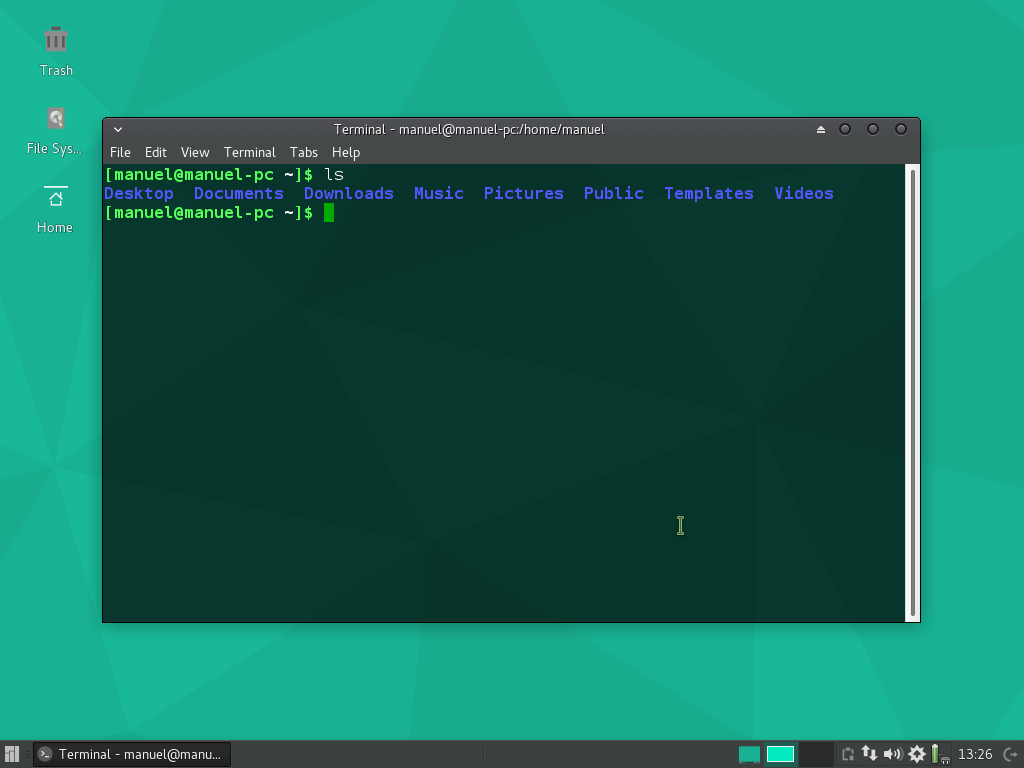 Trash
File Sys...
Home
Terminal - manuel@manuel-pc:/home/manuel
File Edit View Terminal Tabs Help
[manuel@manuel-pc ~]$ ls
Desktop Documents Downloads Music Pictures Public Templates Videos
[manuel@manuel-pc ~]$
Terminal - manuel@manu...
13:26